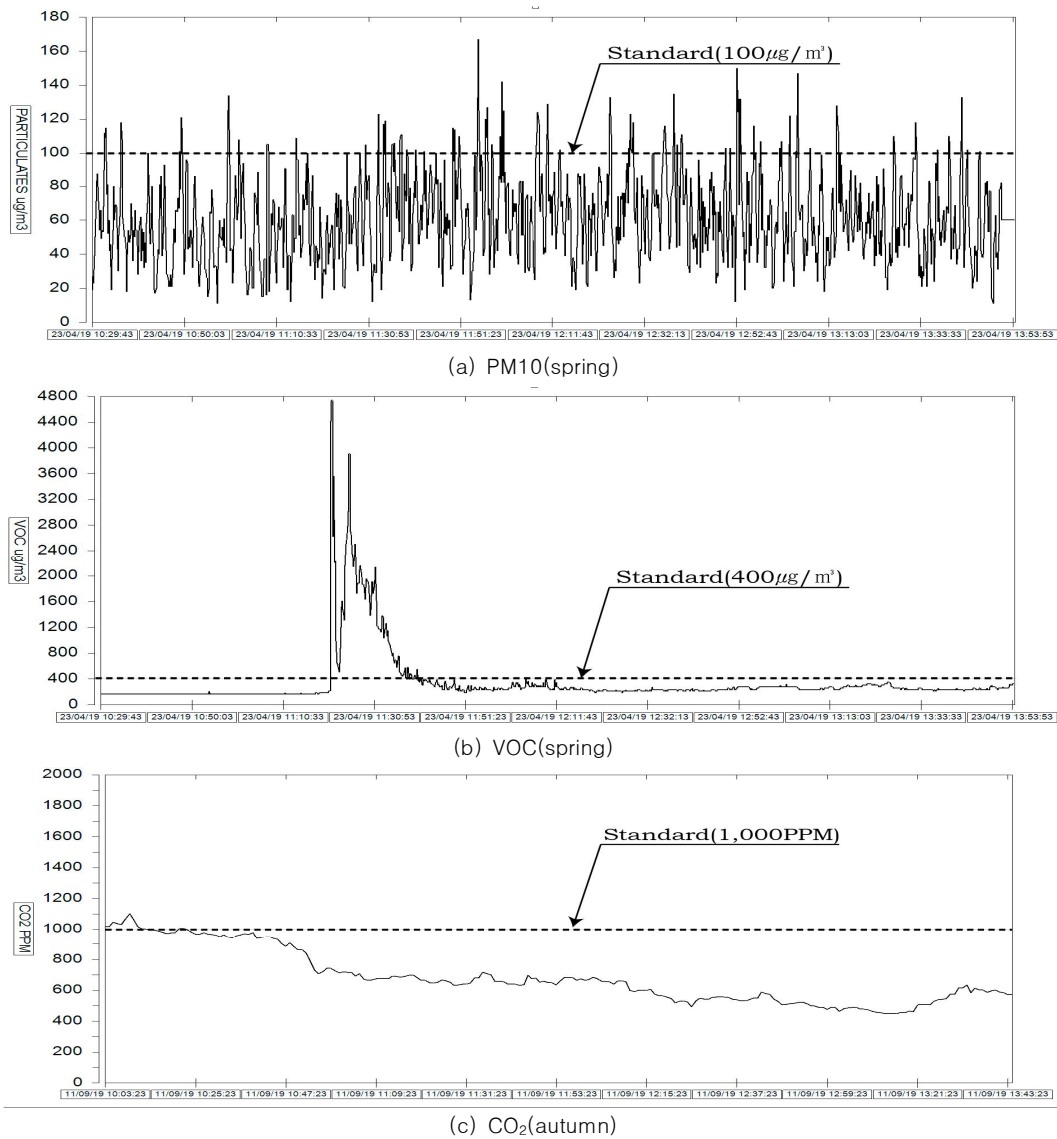 180
160
140
120
100
80
60
40
20
0
PARTICULATES ug/m3
Standard(100μg/㎥)
23/04/19 10:29:43 23/04/19 10:50:03 23/04/19 11:10:33 23/04/19 11:30:53 23/04/19 11:51:23 23/04/19 12:11:43 23/04/19 12:32:13 23/04/19 12:52:43 23/04/19 13:13:03 23/04/19 13:33:33 23/04/19 13:53:53
(a) PM10(spring)
4800
4400
4000
3600
3200
2800
2400
2000
1600
1200
800
400
0
VOC ug/m3
Standard(400μg/㎥)
23/04/19 10:29:43 23/04/19 10:50:03 23/04/19 11:10:33 23/04/19 11:30:53 23/04/19 11:51:23 23/04/19 12:11:43 23/04/19 12:32:13 23/04/19 12:52:43 23/04/19 13:13:03 23/04/19 13:33:33 23/04/19 13:53:53
(b) VOC(spring)
2000
1800
1600
1400
1200
1000
800
600
400
200
0
CO2 PPM
Standard(1,000PPM)
11/09/19 10:03:23 11/09/19 10:25:23 11/09/19 10:47:23 11/09/19 11:09:23 11/09/19 11:31:23 11/09/19 11:53:23 11/09/19 12:15:23 11/09/19 12:37:23 11/09/19 12:59:23 11/09/19 13:21:23 11/09/19 13:43:23
(c) CO₂(autumn)